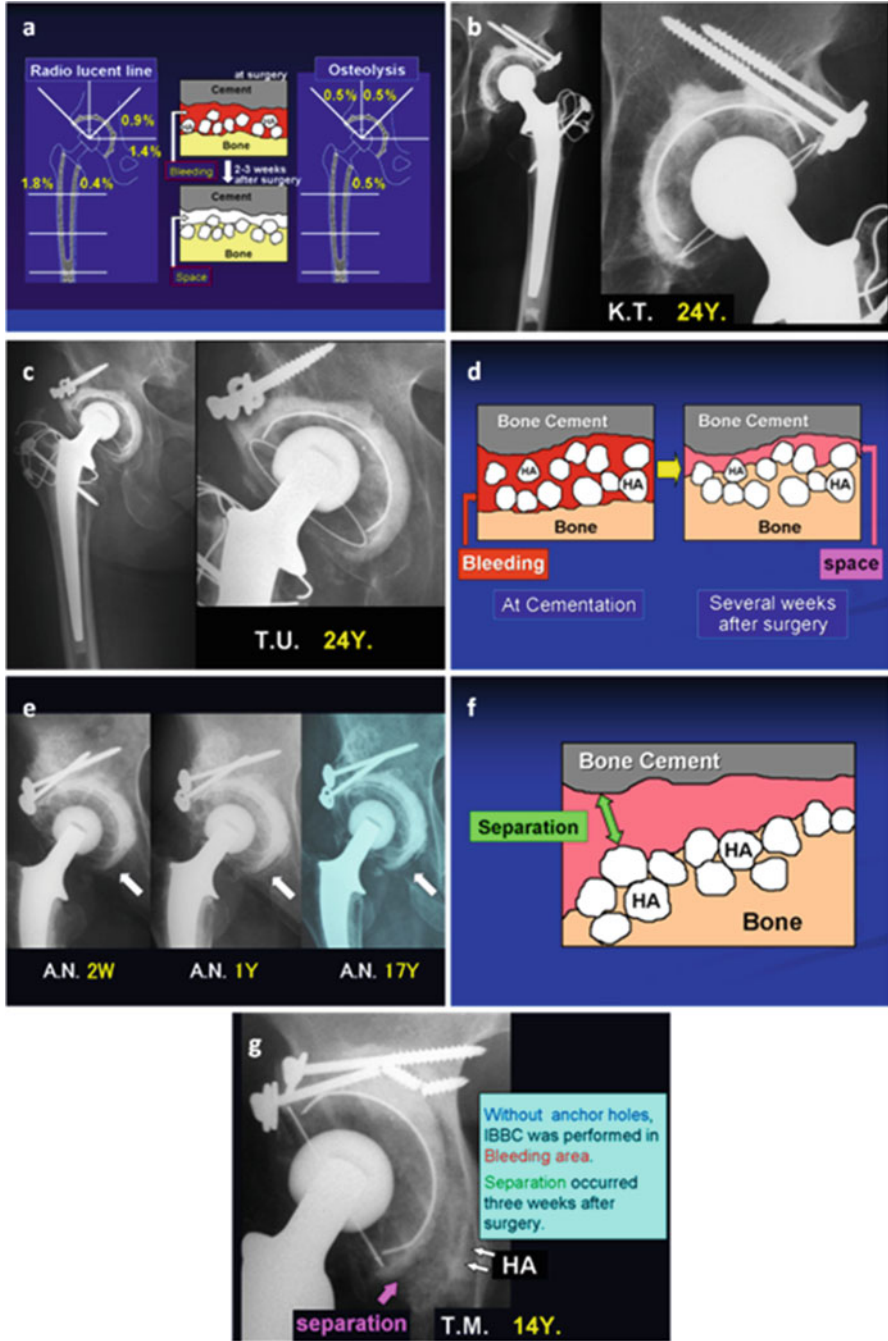 a
Radio lucent line
0.9%
1.4%
1.8%
0.4%
at surgery
Cement
HA
HA
Bone
Bleeding
2-3 weeks
after surgery
Cement
Bone
Space
Osteolysis
0.5%
0.5%
0.5%
b
K.T. 24Y.
c
T.U. 24Y.
d
Bone Cement
HA
HA
Bone
Bleeding
At Cementation
Bone Cement
HA
HA
Bone
space
Several weeks
after surgery
e
A.N. 2W
A.N. 1Y
A.N. 17Y
f
Bone Cement
Separation
HA
HA
Bone
g
Without anchor holes,
IBBC was performed in
Bleeding area.
Separation occurred
three weeks after
surgery.
HA
separation
T.M. 14Y.